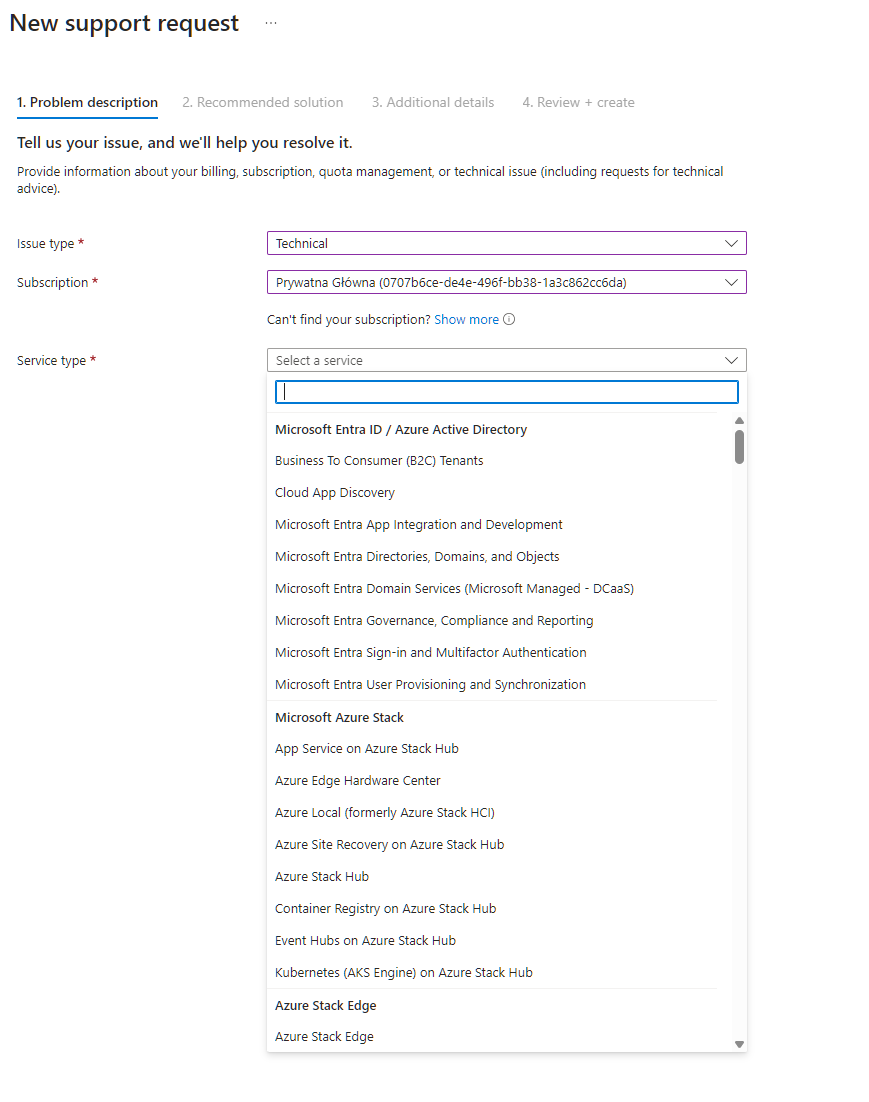 New support request ...
1. Problem description 2. Recommended solution 3. Additional details 4. Review + create
Tell us your issue, and we'll help you resolve it.
Provide information about your billing, subscription, quota management, or technical issue (including requests for technical
advice).
Issue type * Technical
Subscription * Prywatna Główna (0707b6ce-de4e-496f-bb38-1a3c862cc6da)
Can't find your subscription? Show more
Service type * Select a service
Microsoft Entra ID / Azure Active Directory
Business To Consumer (B2C) Tenants
Cloud App Discovery
Microsoft Entra App Integration and Development
Microsoft Entra Directories, Domains, and Objects
Microsoft Entra Domain Services (Microsoft Managed - DCaaS)
Microsoft Entra Governance, Compliance and Reporting
Microsoft Entra Sign-in and Multifactor Authentication
Microsoft Entra User Provisioning and Synchronization
Microsoft Azure Stack
App Service on Azure Stack Hub
Azure Edge Hardware Center
Azure Local (formerly Azure Stack HCI)
Azure Site Recovery on Azure Stack Hub
Azure Stack Hub
Container Registry on Azure Stack Hub
Event Hubs on Azure Stack Hub
Kubernetes (AKS Engine) on Azure Stack Hub
Azure Stack Edge
Azure Stack Edge